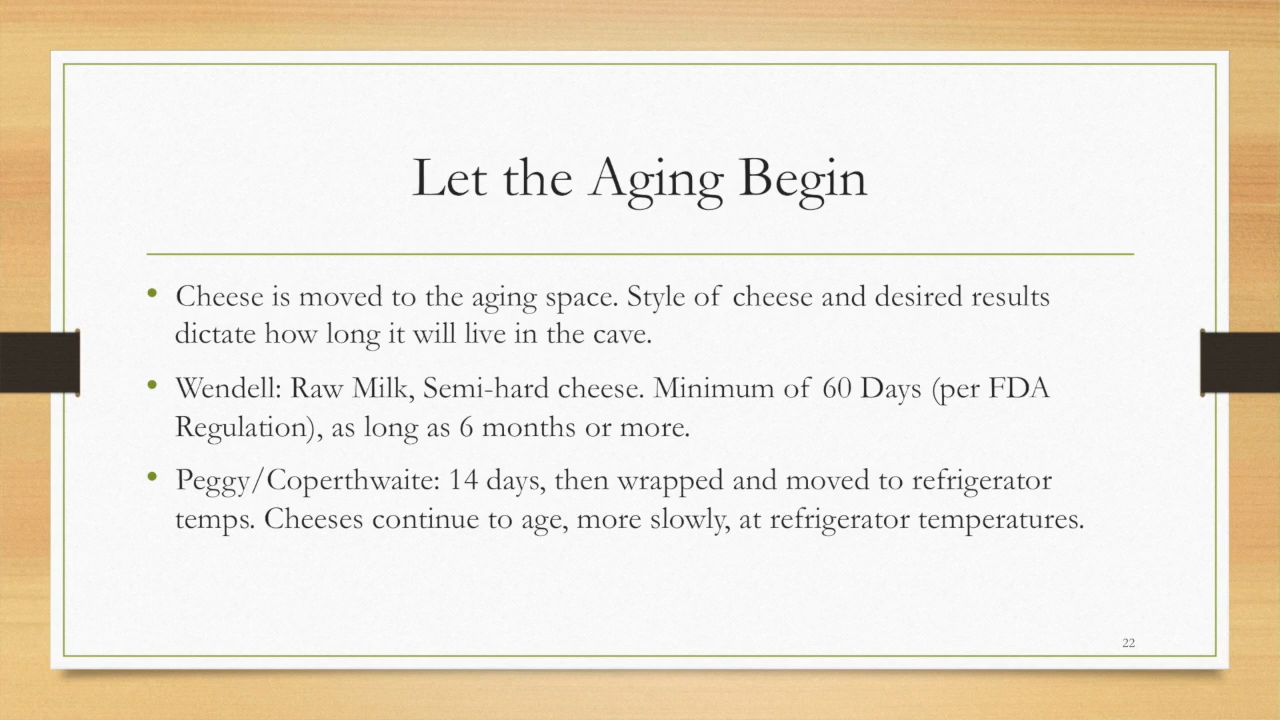 Let the Aging Begin
• Cheese is moved to the aging space. Style of cheese and desired results
dictate how long it will live in the cave.
• Wendell: Raw Milk, Semi-hard cheese. Minimum of 60 Days (per FDA
Regulation), as long as 6 months or more.
• Peggy/Coperthwaite: 14 days, then wrapped and moved to refrigerator
temps. Cheeses continue to age, more slowly, at refrigerator temperatures.
22